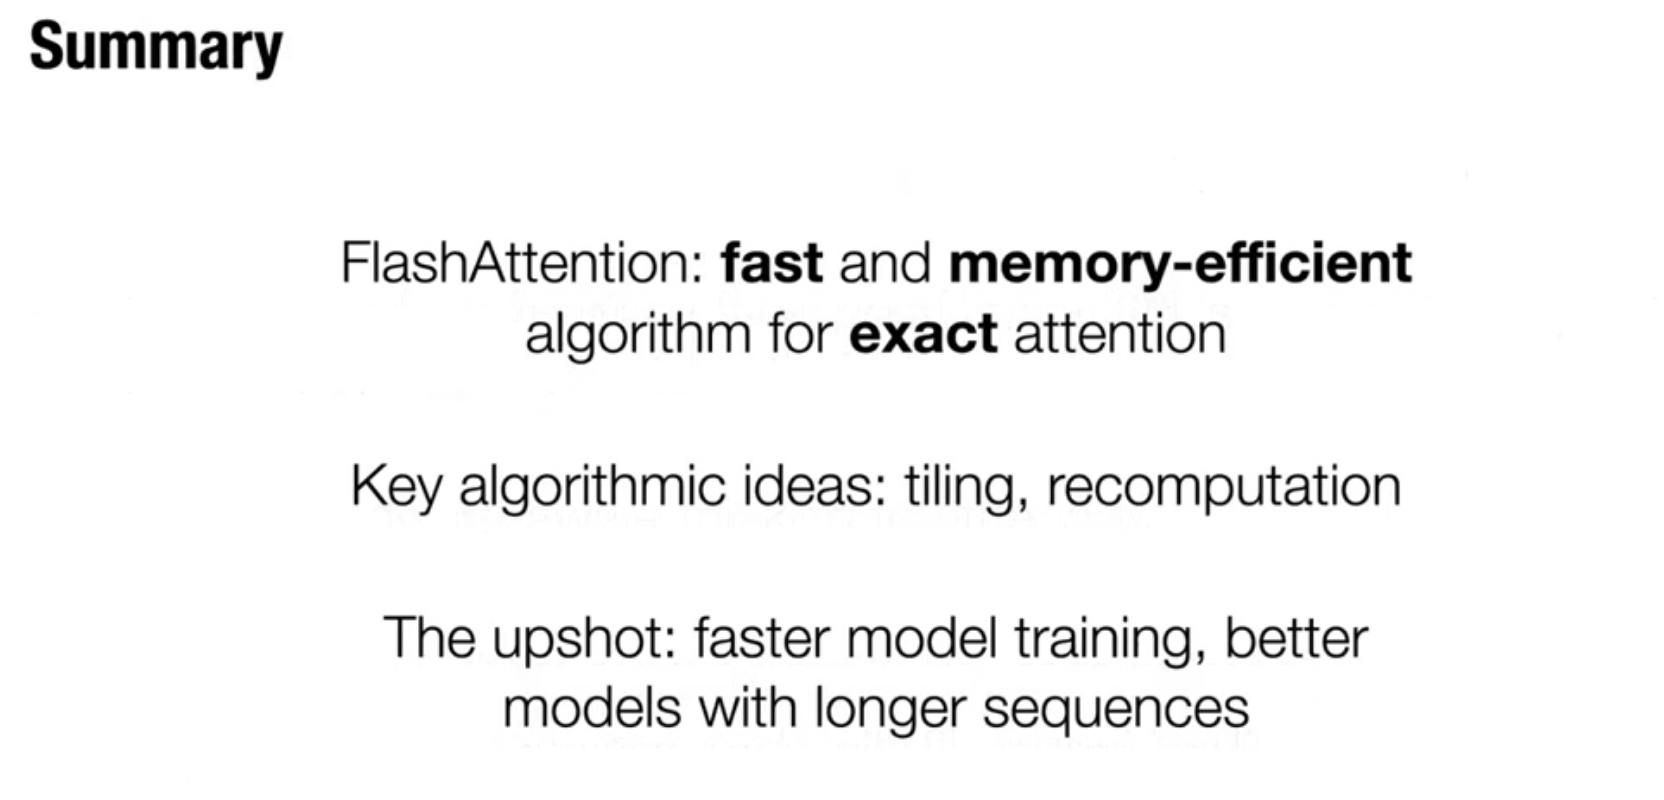 Summary
FlashAttention: fast and memory-efficient
algorithm for exact attention
Key algorithmic ideas: tiling, recomputation
The upshot: faster model training, better
models with longer sequences